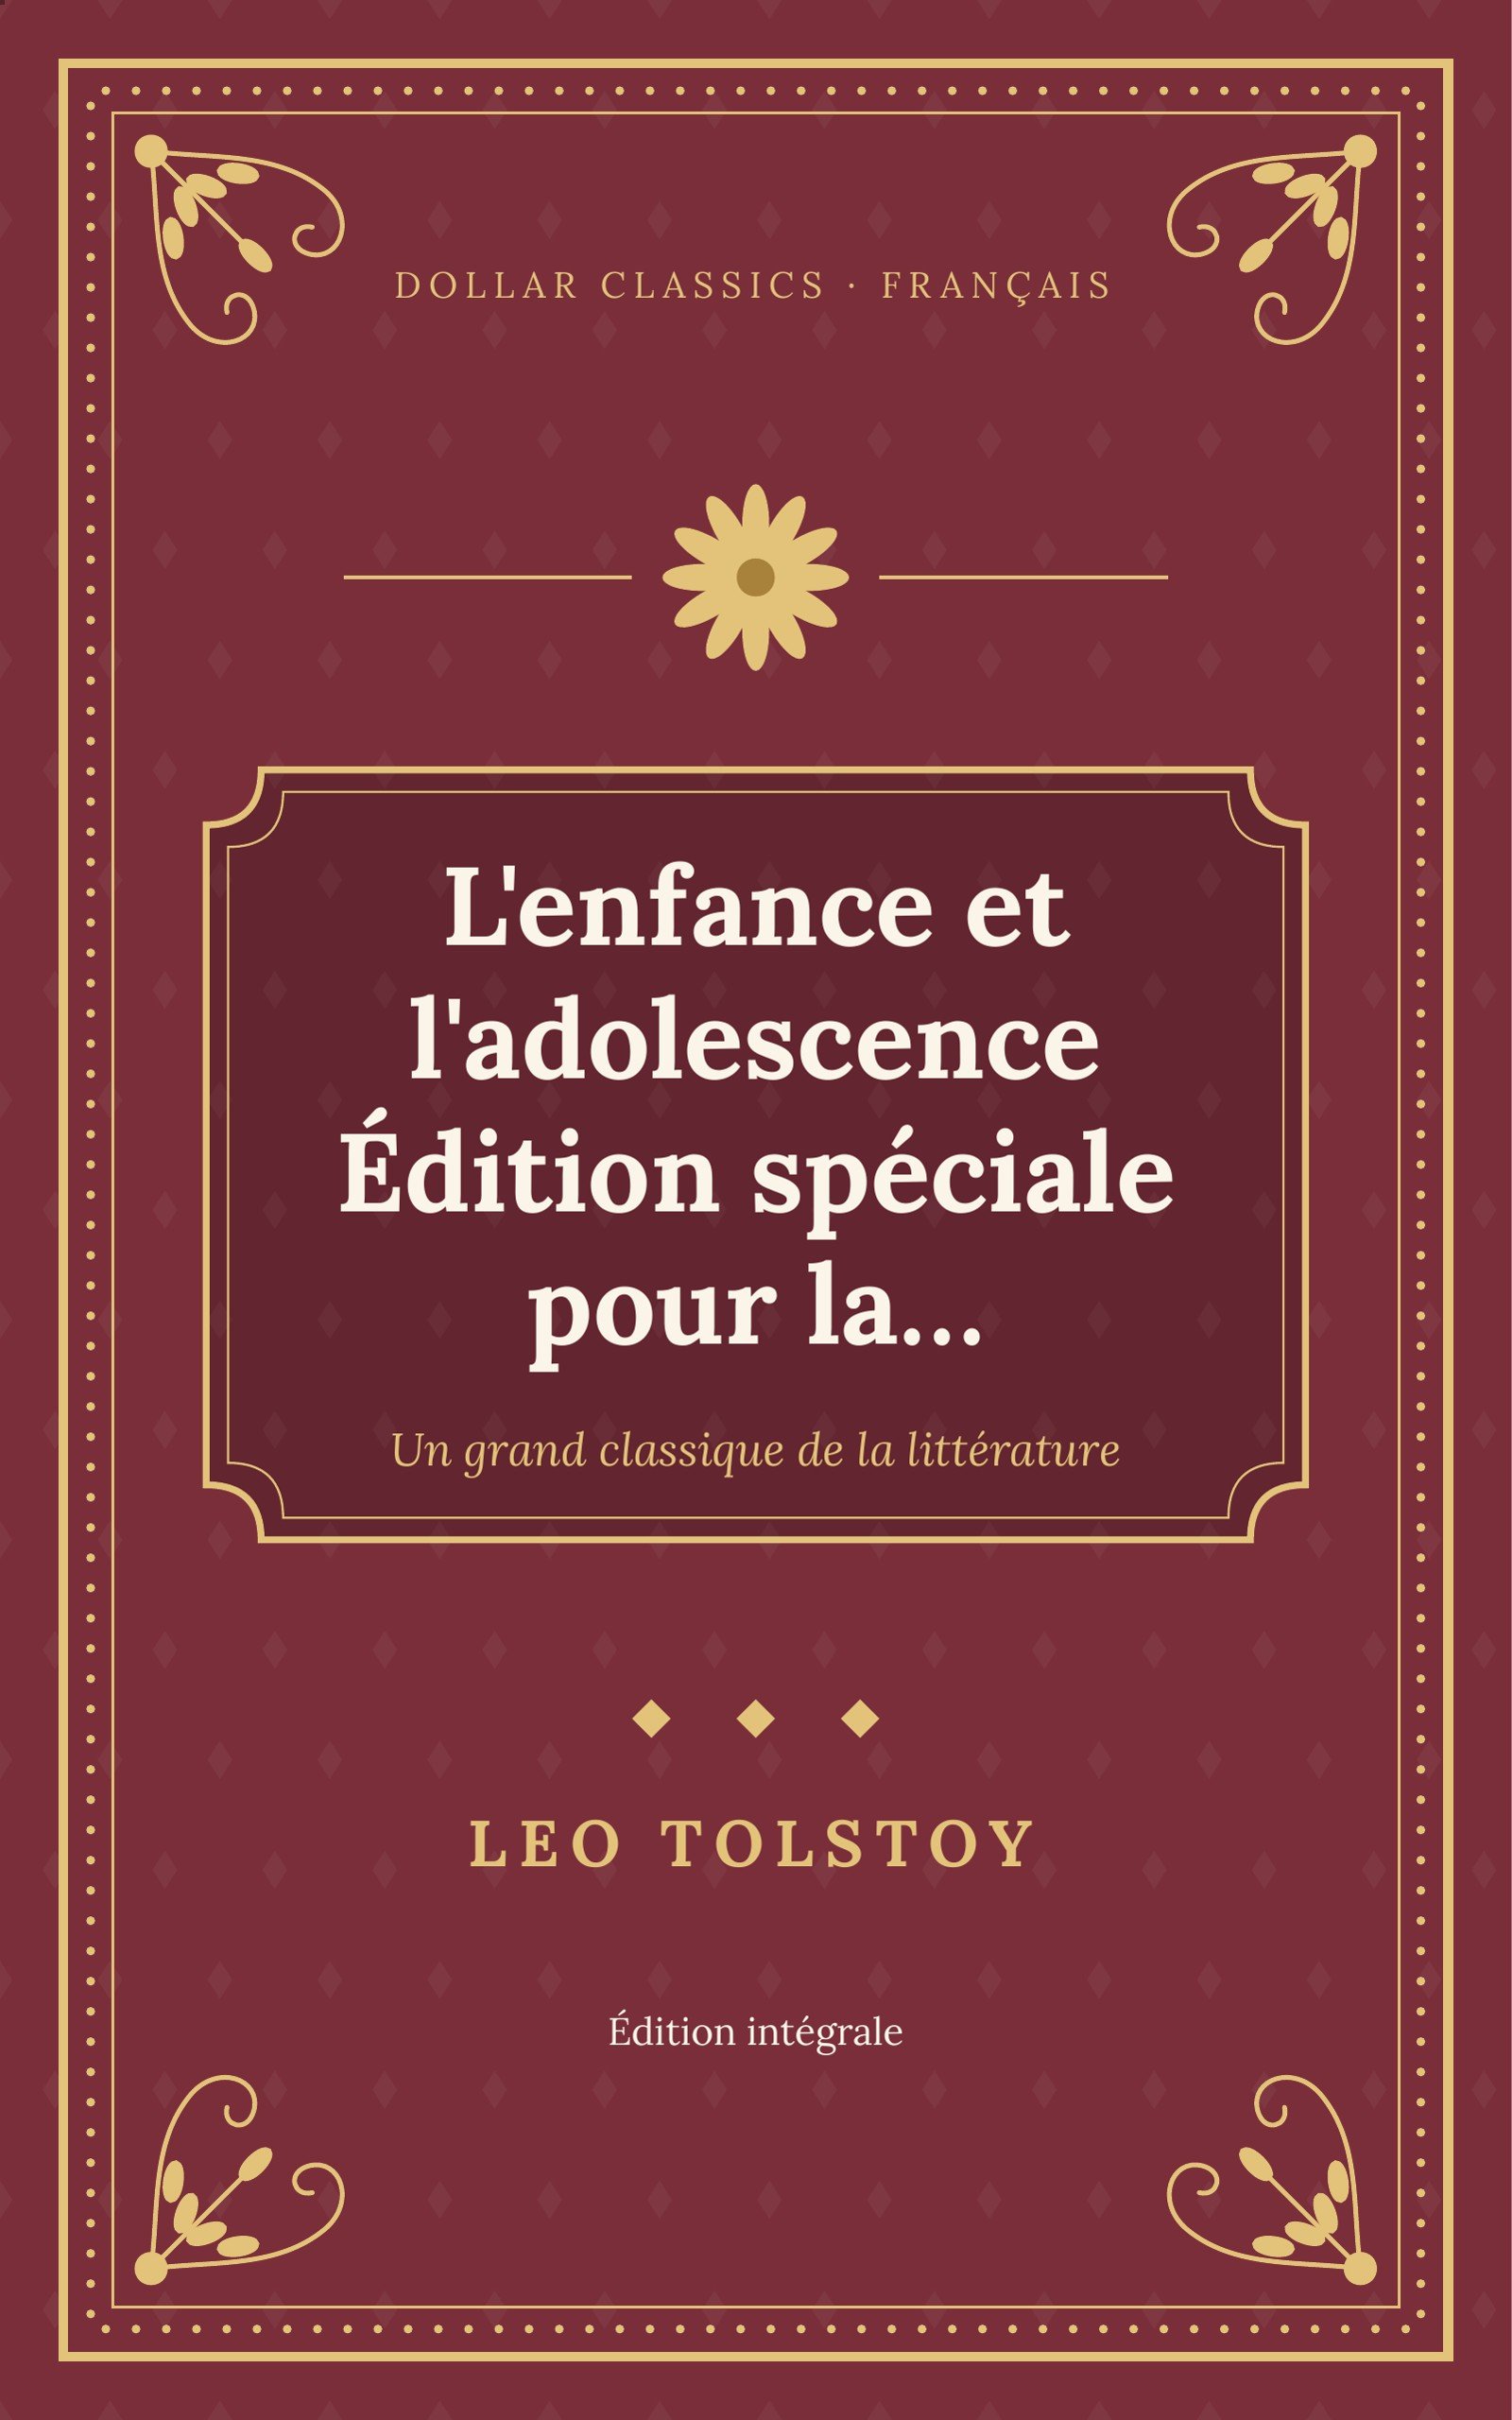 DOLLAR CLASSICS · FRANÇAIS
L'enfance et
l'adolescence
Édition spéciale
pour la...
Un grand classique de la littérature
LEO TOLSTOY
Édition intégrale